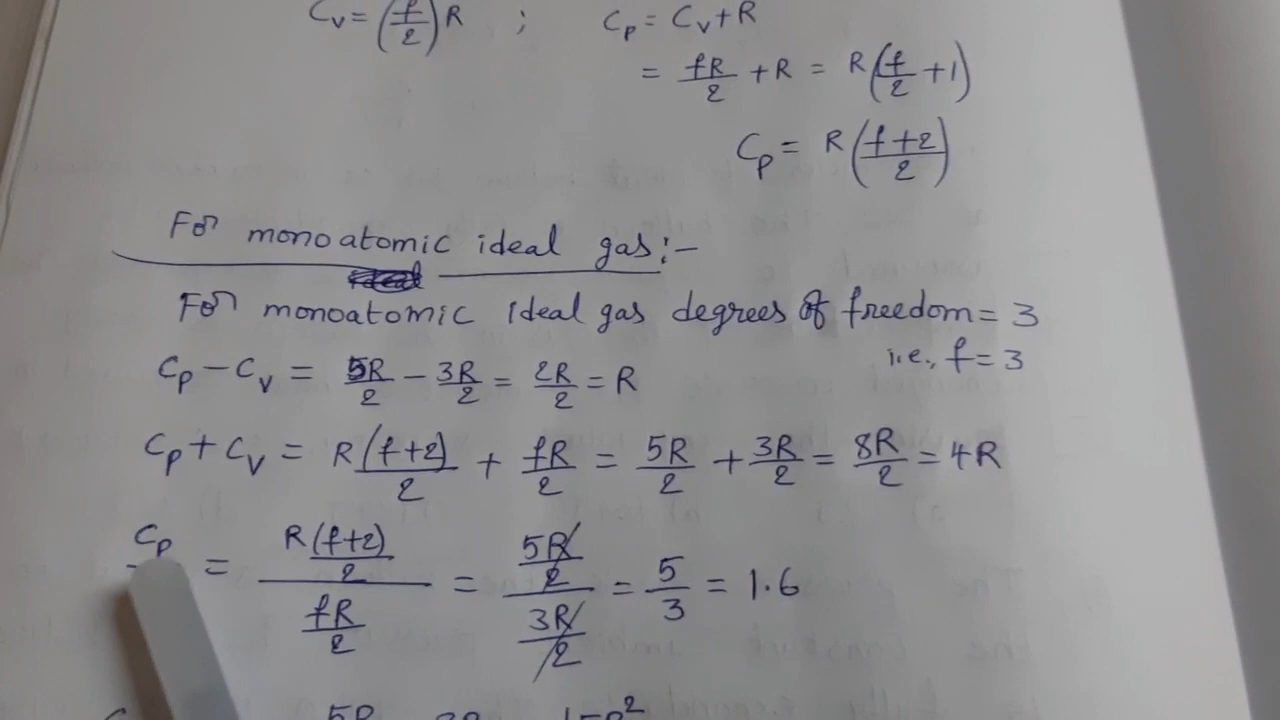 Cv = (f/2)R ; Cp = Cv + R
= fR/2 + R = R(f/2 + 1)
Cp = R(f+2/2)
For monoatomic ideal gas:-
For monoatomic ideal gas degrees of freedom = 3
i.e., f = 3
Cp - Cv = 5R/2 - 3R/2 = 2R/2 = R
Cp + Cv = R(f+2)/2 + fR/2 = 5R/2 + 3R/2 = 8R/2 = 4R
Cp = R(f+2)/2 / fR/2 = 5R/2 / 3R/2 = 5/3 = 1.6
5R